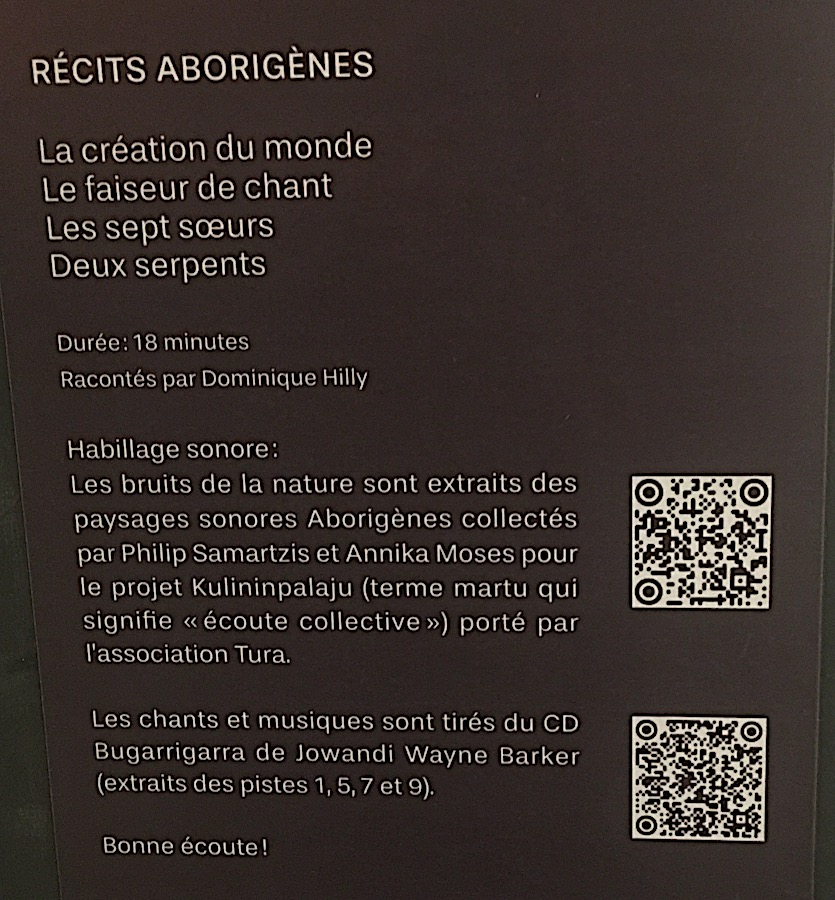 RÉCITS ABORIGÈNES
La création du monde
Le faiseur de chant
Les sept sœurs
Deux serpents
Durée: 18 minutes
Racontés par Dominique Hilly
Habillage sonore:
Les bruits de la nature sont extraits des
paysages sonores Aborigènes collectés
par Philip Samartzis et Annika Moses pour
le projet Kulininpalaju (terme martu qui
signifie «écoute collective») porté par
l'association Tura.
Les chants et musiques sont tirés du CD
Bugarrigarra de Jowandi Wayne Barker
(extraits des pistes 1, 5, 7 et 9).
Bonne écoute!